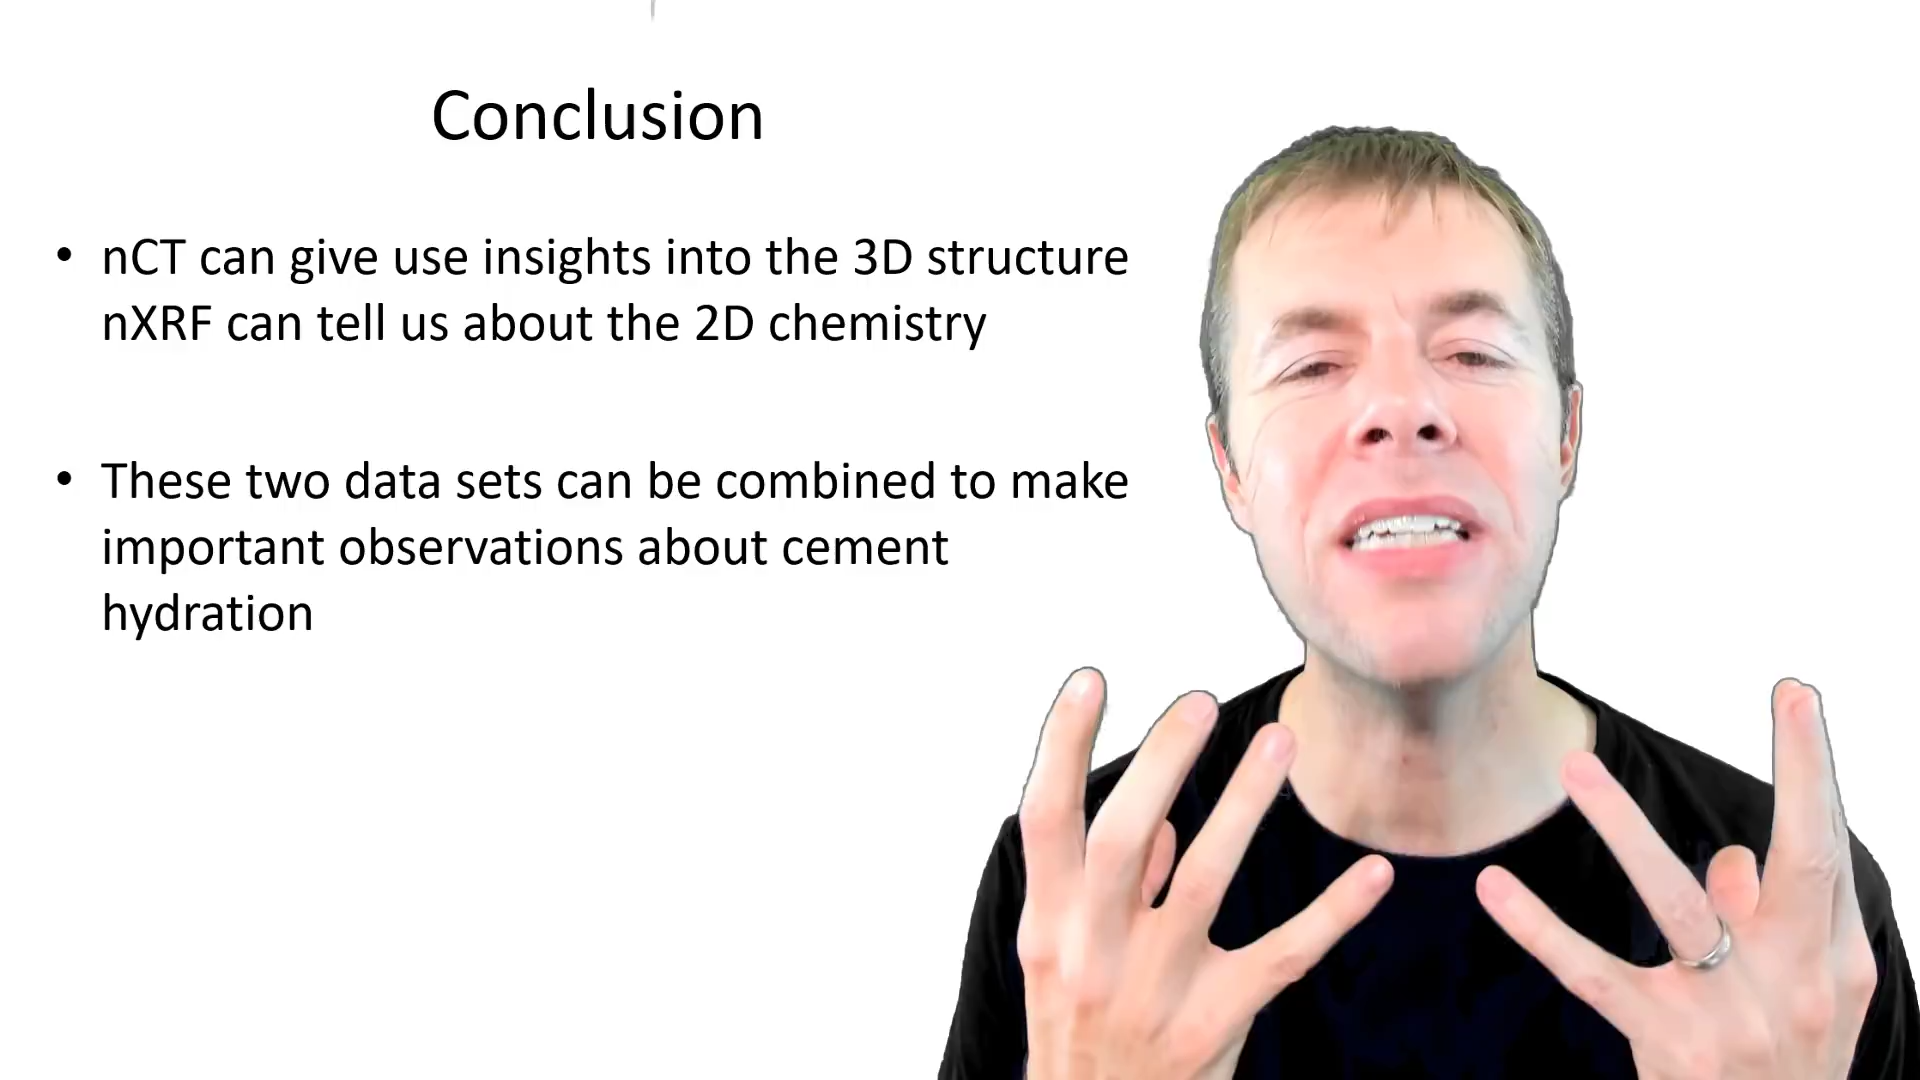 Conclusion
• nCT can give use insights into the 3D structure
nXRF can tell us about the 2D chemistry
• These two data sets can be combined to make
important observations about cement
hydration